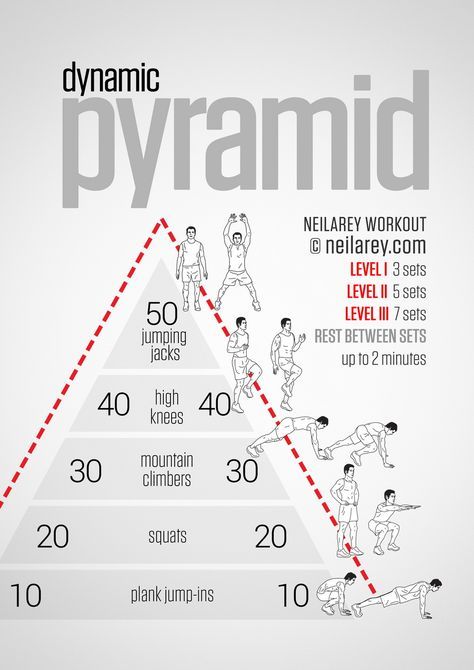 dynamic
pyramid
NEILAREY WORKOUT
© neilarey.com
LEVEL I 3 sets
LEVEL II 5 sets
LEVEL III 7 sets
REST BETWEEN SETS
up to 2 minutes
50
jumping
jacks
40 high knees 40
30 mountain climbers 30
20 squats 20
10 plank jump-ins 10